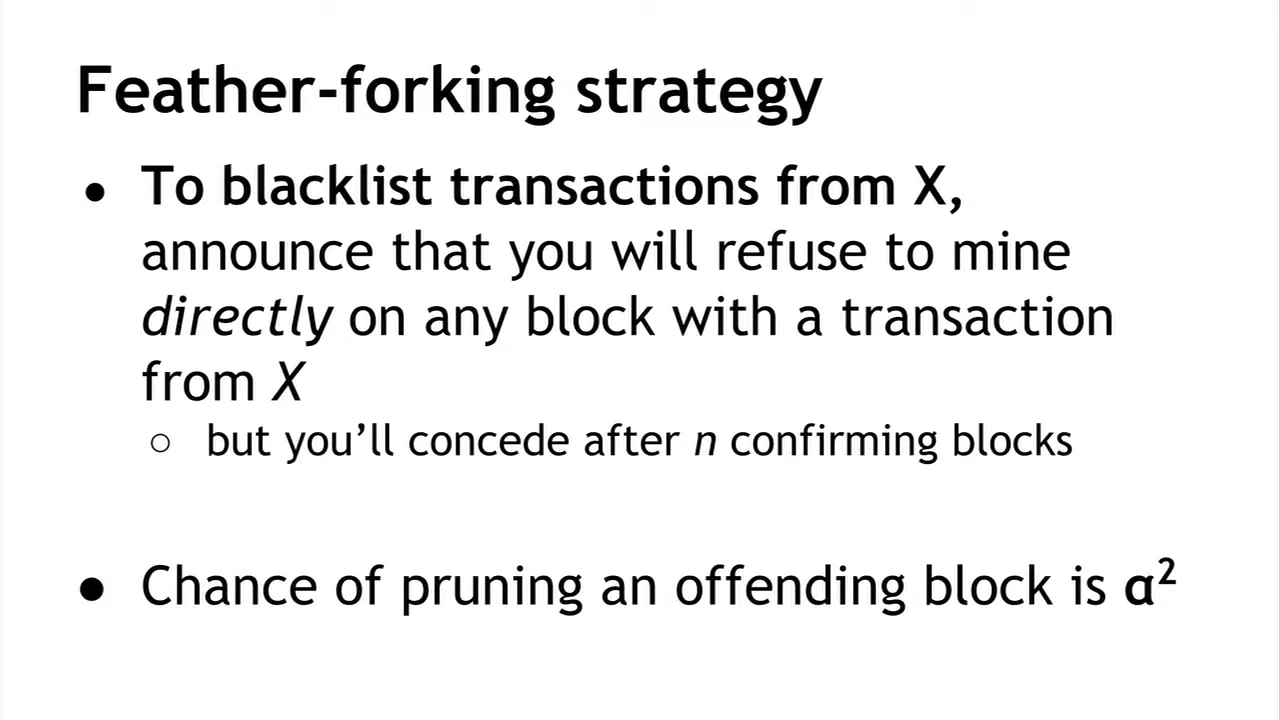 Feather-forking strategy
● To blacklist transactions from X,
announce that you will refuse to mine
directly on any block with a transaction
from X
○ but you’ll concede after n confirming blocks
● Chance of pruning an offending block is α²